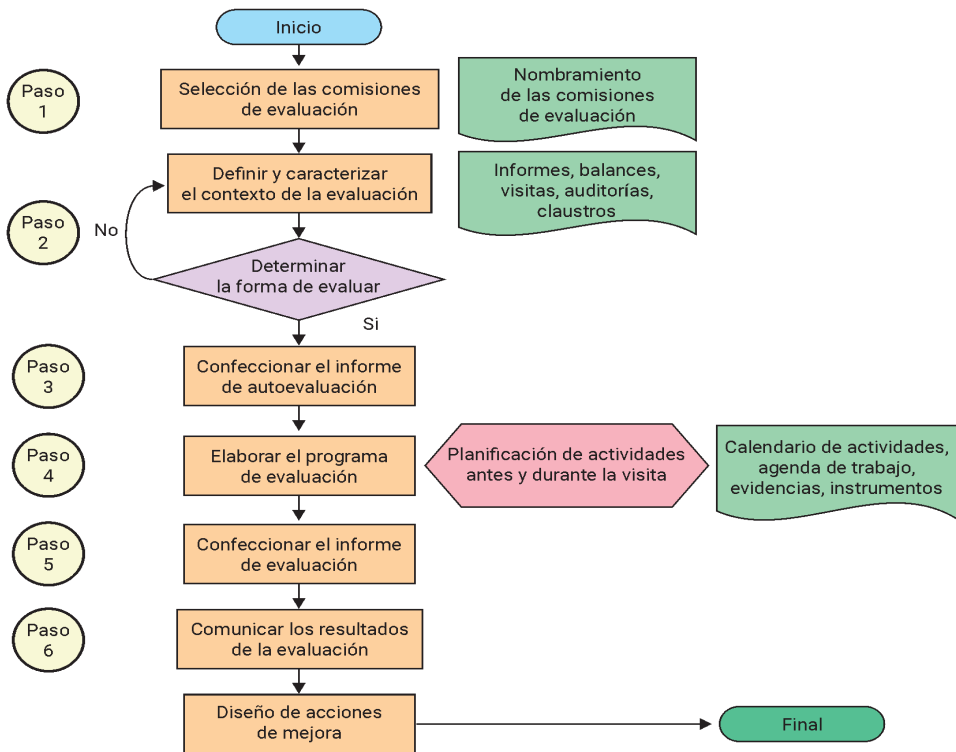 Inicio
Paso
1
Selección de las comisiones
de evaluación
Nombramiento
de las comisiones
de evaluación
Paso
2
Definir y caracterizar
el contexto de la evaluación
Informes, balances,
visitas, auditorías,
claustros
No
Determinar
la forma de evaluar
Si
Paso
3
Confeccionar el informe
de autoevaluación
Paso
4
Elaborar el programa
de evaluación
Planificación de actividades
antes y durante la visita
Calendario de actividades,
agenda de trabajo,
evidencias, instrumentos
Paso
5
Confeccionar el informe
de evaluación
Paso
6
Comunicar los resultados
de la evaluación
Diseño de acciones
de mejora
Final